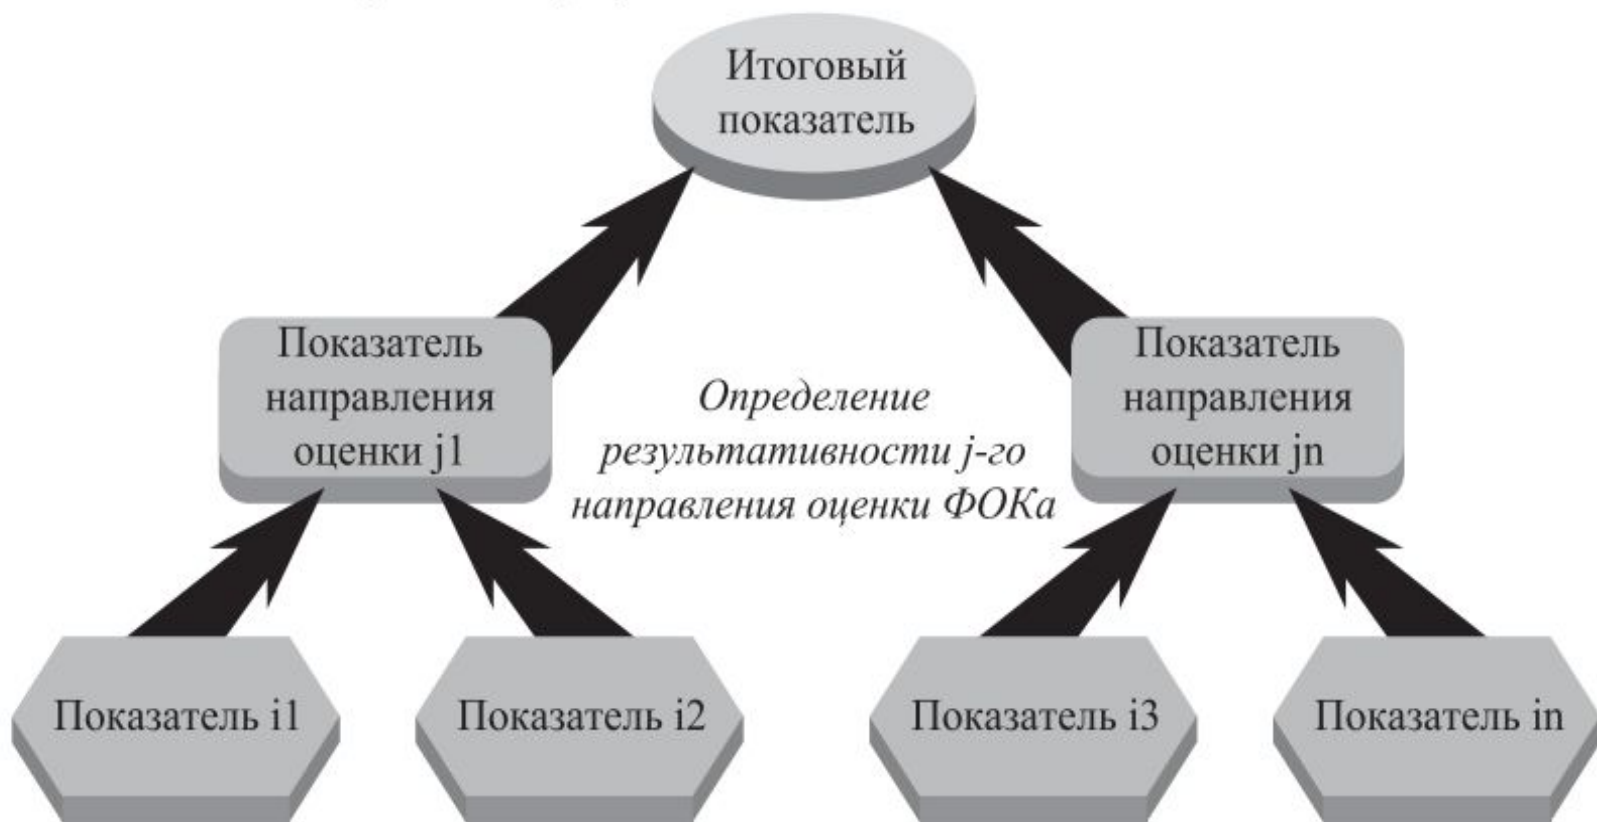 Итоговый
показатель
Показатель
направления
оценки j1
Определение
результативности j-го
направления оценки ФОКа
Показатель
направления
оценки jn
Показатель i1
Показатель i2
Показатель i3
Показатель in